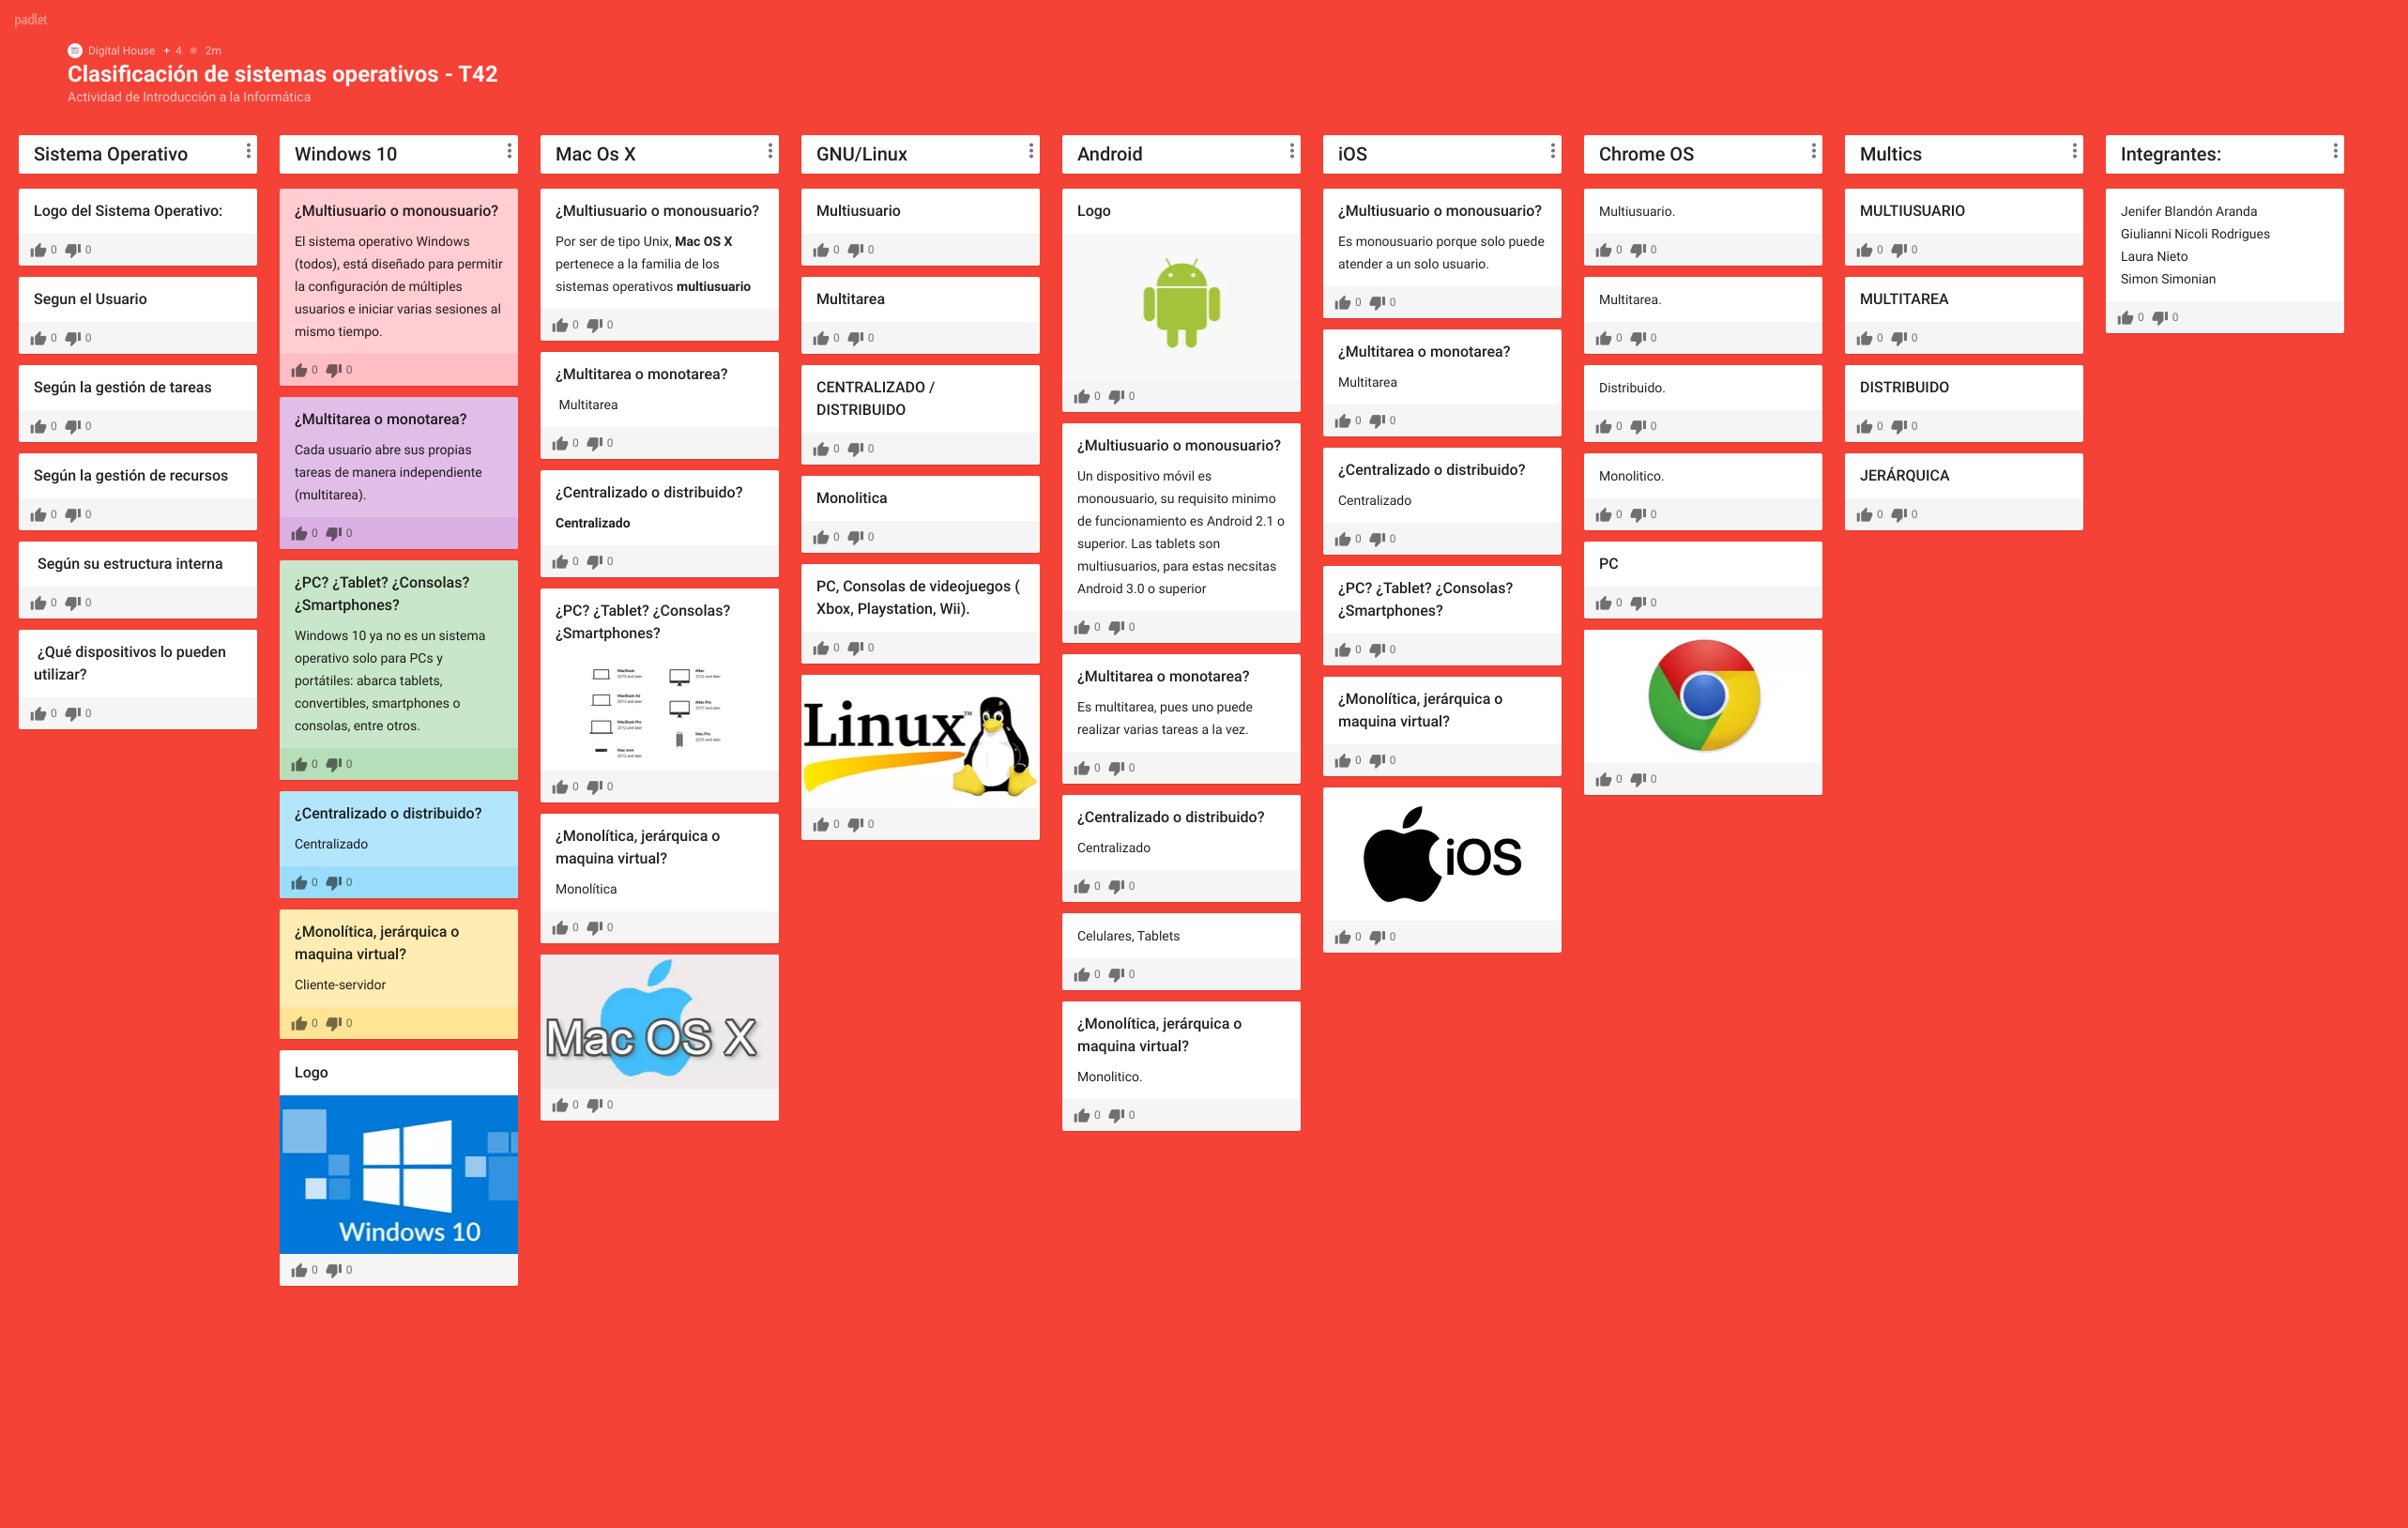 padlet
Digital House + 4 2m
Clasificación de sistemas operativos - T42
Actividad de Introducción a la Informática
Sistema Operativo
Logo del Sistema Operativo:
0 0
Segun el Usuario
0 0
Según la gestión de tareas
0 0
Según la gestión de recursos
0 0
Según su estructura interna
0 0
¿Qué dispositivos lo pueden
utilizar?
0 0
Windows 10
¿Multiusuario o monousuario?
El sistema operativo Windows
(todos), está diseñado para permitir
la configuración de múltiples
usuarios e iniciar varias sesiones al
mismo tiempo.
0 0
¿Multitarea o monotarea?
Cada usuario abre sus propias
tareas de manera independiente
(multitarea).
0 0
¿PC? ¿Tablet? ¿Consolas?
¿Smartphones?
Windows 10 ya no es un sistema
operativo solo para PCs y
portátiles: abarca tablets,
convertibles, smartphones o
consolas, entre otros.
0 0
¿Centralizado o distribuido?
Centralizado
0 0
¿Monolítica, jerárquica o
maquina virtual?
Cliente-servidor
0 0
Logo
Windows 10
0 0
Mac Os X
¿Multiusuario o monousuario?
Por ser de tipo Unix, Mac OS X
pertenece a la familia de los
sistemas operativos multiusuario
0 0
¿Multitarea o monotarea?
Multitarea
0 0
¿Centralizado o distribuido?
Centralizado
0 0
¿PC? ¿Tablet? ¿Consolas?
¿Smartphones?
MacBook
iMac
MacBook Air
MacBook Pro
iMac Pro
Mac Pro
Mac mini
0 0
¿Monolítica, jerárquica o
maquina virtual?
Monolítica
0 0
Mac OS X
0 0
GNU/Linux
Multiusuario
0 0
Multitarea
0 0
CENTRALIZADO /
DISTRIBUIDO
0 0
Monolitica
0 0
PC, Consolas de videojuegos (
Xbox, Playstation, Wii).
0 0
Linux™
0 0
Android
Logo
0 0
¿Multiusuario o monousuario?
Un dispositivo móvil es
monousuario, su requisito minimo
de funcionamiento es Android 2.1 o
superior. Las tablets son
multiusuarios, para estas necsitas
Android 3.0 o superior
0 0
¿Multitarea o monotarea?
Es multitarea, pues uno puede
realizar varias tareas a la vez.
0 0
¿Centralizado o distribuido?
Centralizado
0 0
Celulares, Tablets
0 0
¿Monolítica, jerárquica o
maquina virtual?
Monolitico.
0 0
iOS
¿Multiusuario o monousuario?
Es monousuario porque solo puede
atender a un solo usuario.
0 0
¿Multitarea o monotarea?
Multitarea
0 0
¿Centralizado o distribuido?
Centralizado
0 0
¿PC? ¿Tablet? ¿Consolas?
¿Smartphones?
0 0
¿Monolítica, jerárquica o
maquina virtual?
0 0
iOS
0 0
Chrome OS
Multiusuario.
0 0
Multitarea.
0 0
Distribuido.
0 0
Monolitico.
0 0
PC
0 0
0 0
Multics
MULTIUSUARIO
0 0
MULTITAREA
0 0
DISTRIBUIDO
0 0
JERÁRQUICA
0 0
Integrantes:
Jenifer Blandón Aranda
Giulianni Nicoli Rodrigues
Laura Nieto
Simon Simonian
0 0